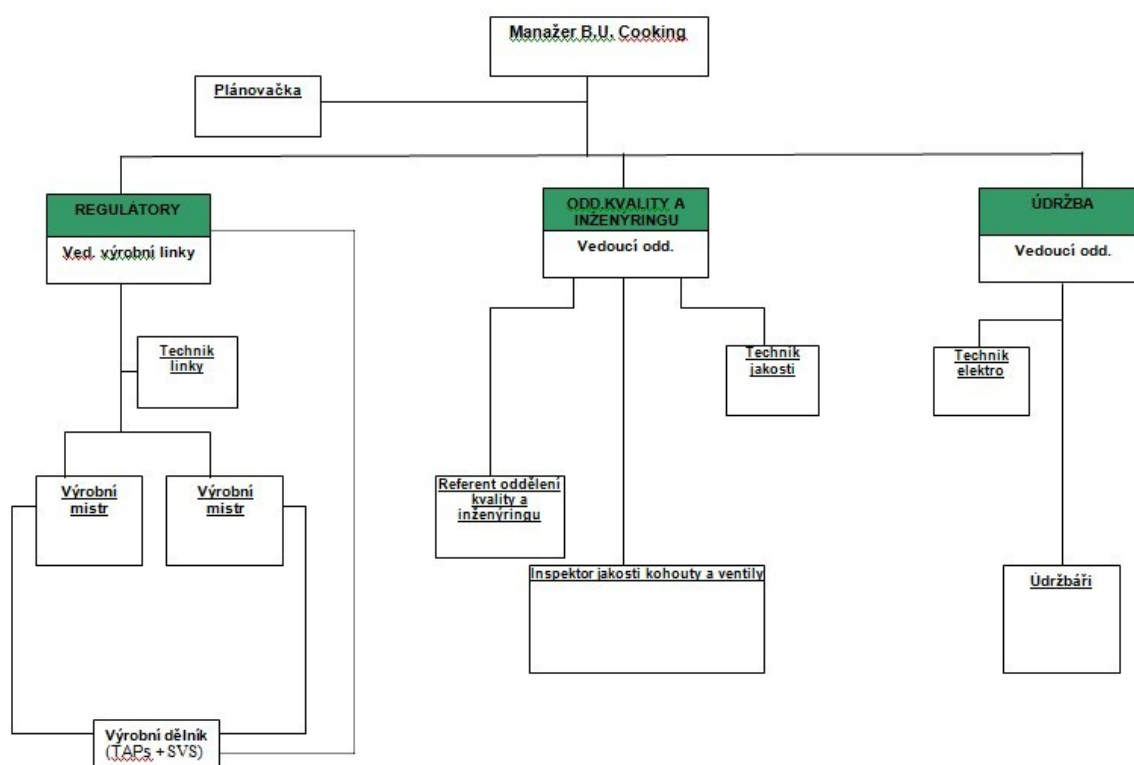 Manažer B.U. Cooking
Plánovačka
REGULÁTORY
Ved. výrobní linky
ODD.KVALITY A
INŽENÝRINGU
Vedoucí odd.
ÚDRŽBA
Vedoucí odd.
Technik
linky
Technik
jakosti
Technik
elektro
Výrobní
mistr
Výrobní
mistr
Referent oddělení
kvality a
inženýringu
Inspektor jakosti kohouty a ventily
Údržbáři
Výrobní dělník
(TAPs + SVS)